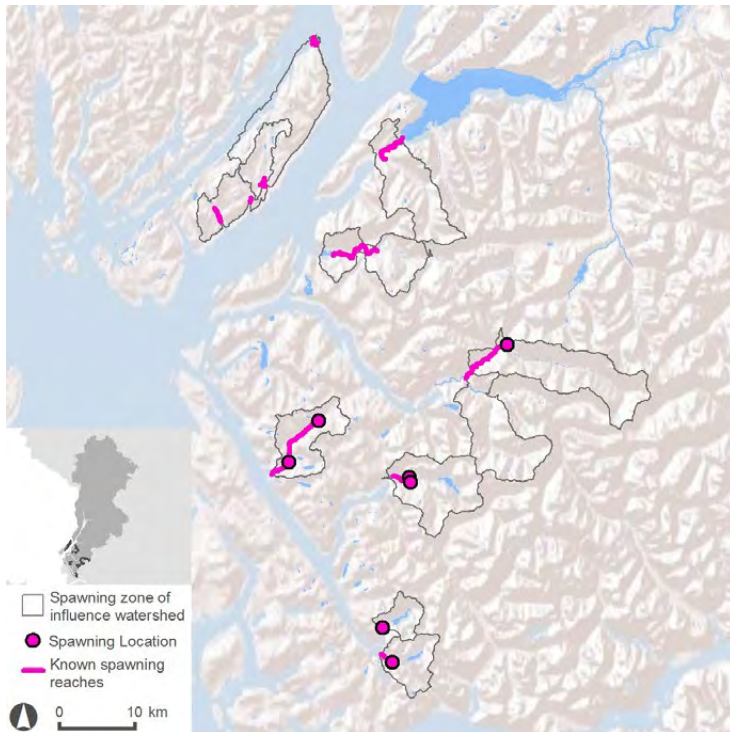 Spawning zone of
influence watershed
Spawning Location
Known spawning
reaches
0 10 km